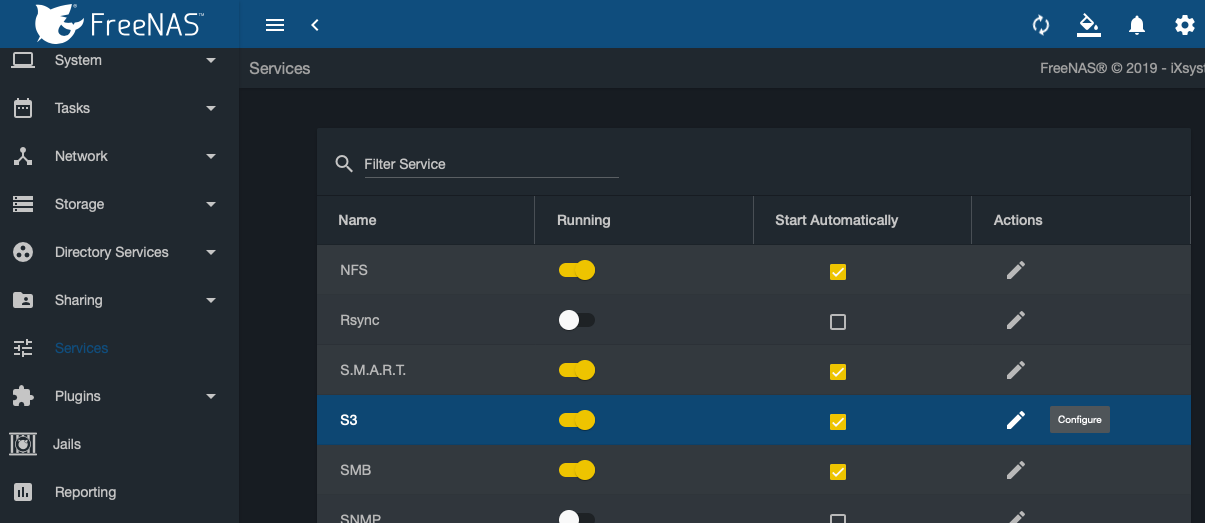 FreeNAS™
System
Services
FreeNAS® © 2019 - iXsyst
Tasks
Network
Storage
Directory Services
Sharing
Services
Plugins
Jails
Reporting
Filter Service
Name Running Start Automatically Actions
NFS
Rsync
S.M.A.R.T.
S3 Configure
SMB
SNMP